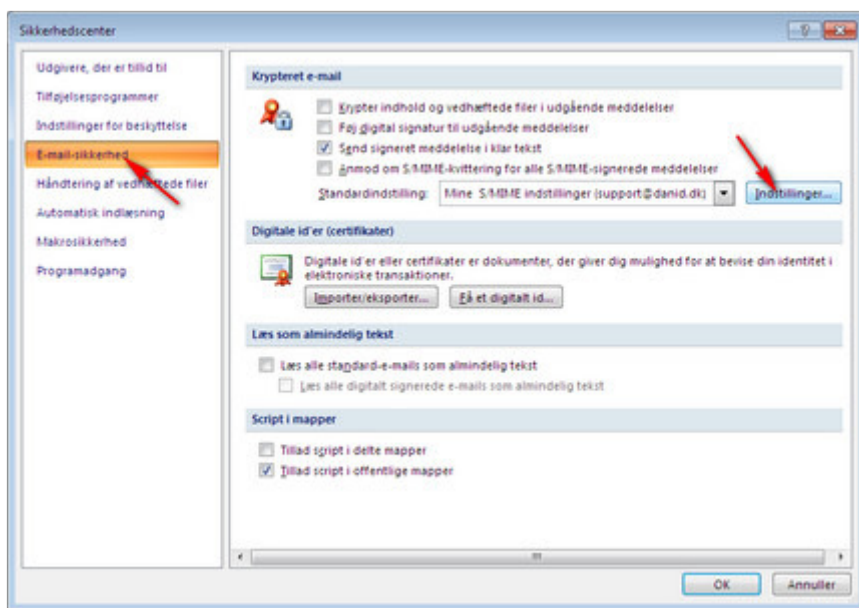 Sikkerhedscenter
Udgivere, der er tillid til
Tilføjelsesprogrammer
Indstillinger for beskyttelse
E-mail-sikkerhed
Håndtering af vedhæftede filer
Automatisk indlæsning
Makrosikkerhed
Programadgang
Krypteret e-mail
Krypter indhold og vedhæftede filer i udgående meddelelser
Føj digital signatur til udgående meddelelser
Send signeret meddelelse i klar tekst
Anmod om S/MIME-kvittering for alle S/MIME-signerede meddelelser
Standardindstilling: Mine S/MIME indstillinger (support@danid.dk) Indstillinger...
Digitale id'er (certifikater)
Digitale id'er eller certifikater er dokumenter, der giver dig mulighed for at bevise din identitet i
elektroniske transaktioner.
Importer/eksporter... Få et digitalt id...
Læs som almindelig tekst
Læs alle standard-e-mails som almindelig tekst
Læs alle digitalt signerede e-mails som almindelig tekst
Script i mapper
Tillad script i delte mapper
Tillad script i offentlige mapper
OK Annuller